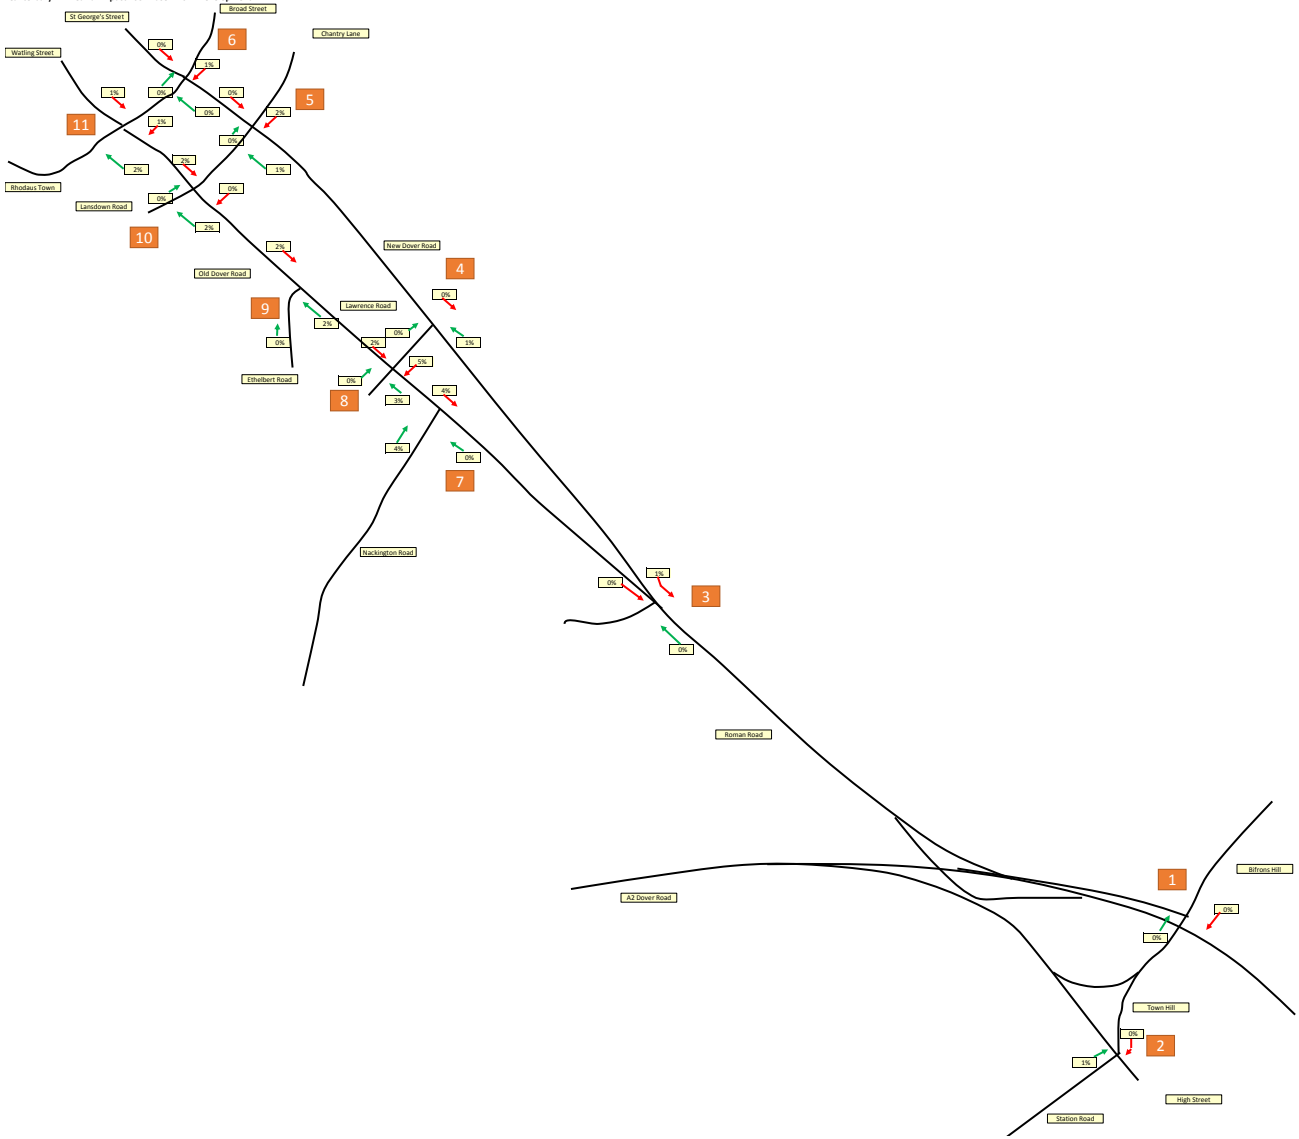 Broad Street
St George's Street
Chantry Lane
6
0%
Watling Street
1%
1%
0%
0%
5
0%
2%
11
1%
0%
2%
1%
2%
Rhodaus Town
0%
0%
Lansdown Road
2%
10
New Dover Road
2%
4
Old Dover Road
0%
9
Lawrence Road
2%
0%
0%
2%
1%
5%
Ethelbert Road
0%
4%
8
3%
4%
0%
7
Nackington Road
1%
0%
3
0%
Roman Road
Bifrons Hill
1
A2 Dover Road
0%
0%
Town Hill
0%
2
1%
High Street
Station Road